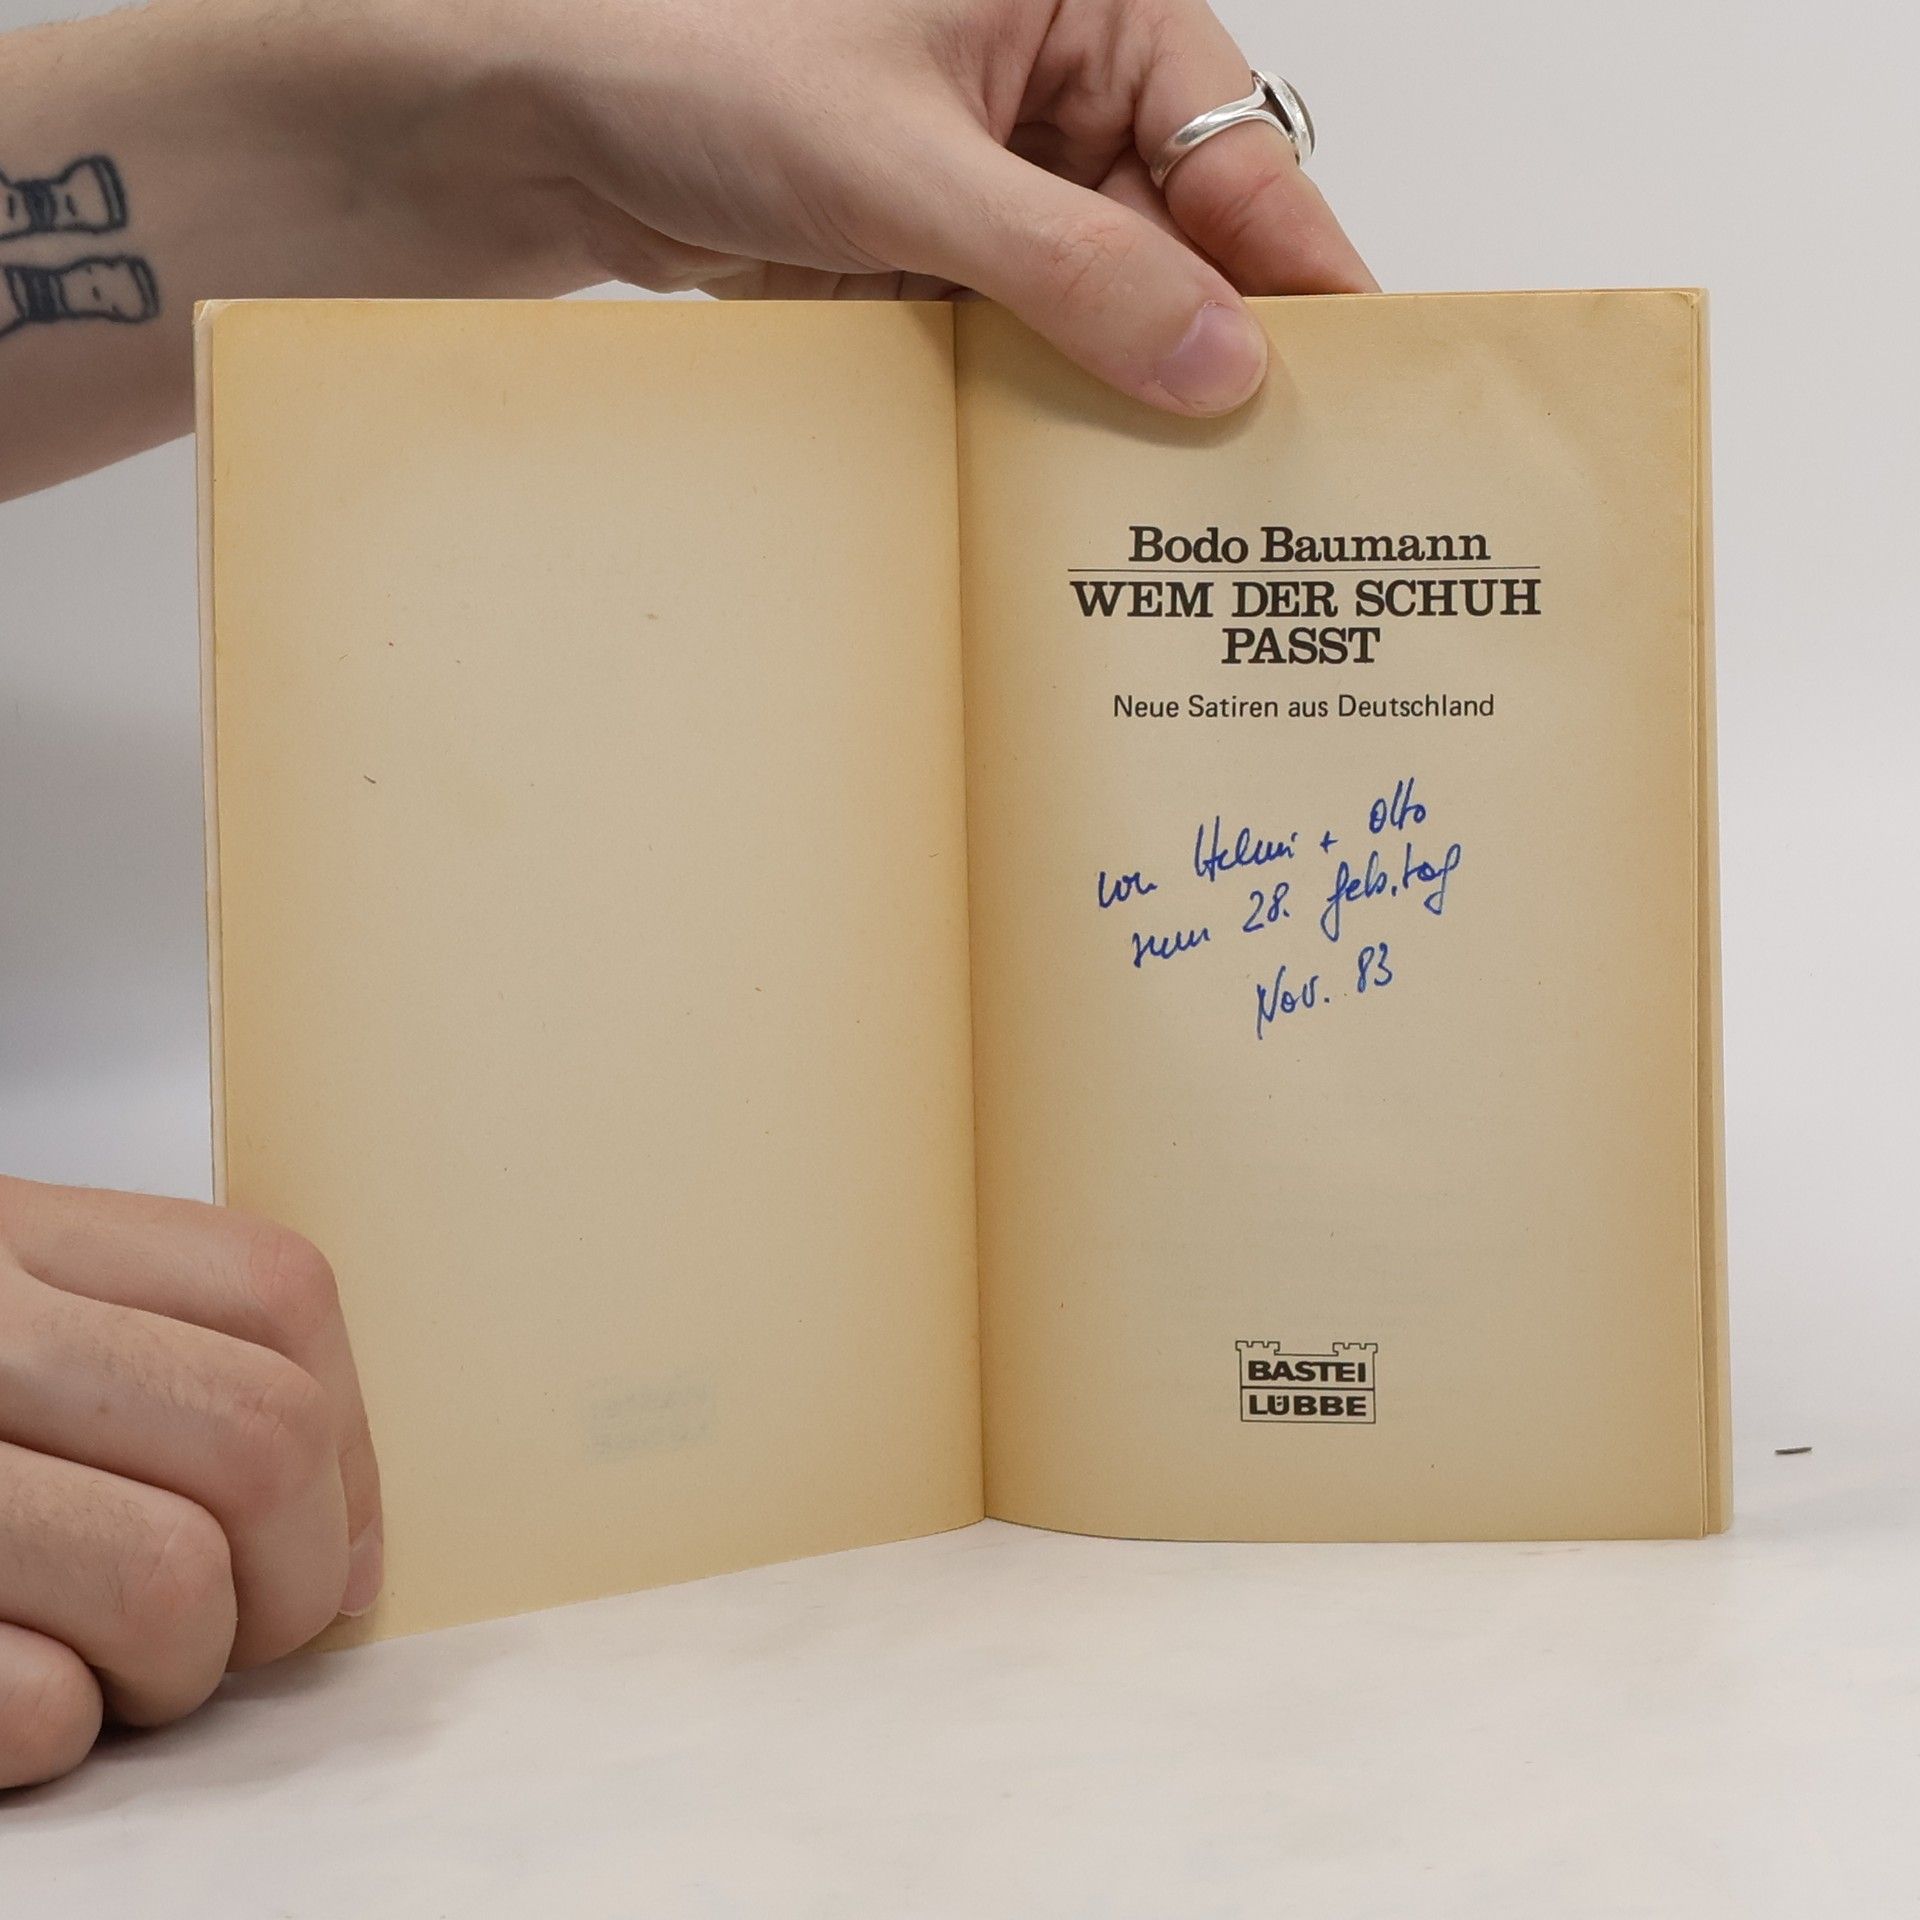 Bodo Baumann
WEM DER SCHUH
PASST
Neue Satiren aus Deutschland
von Helmi + Otto
zum 28. Geb.tag
Nov. 83
BASTEI
LÜBBE